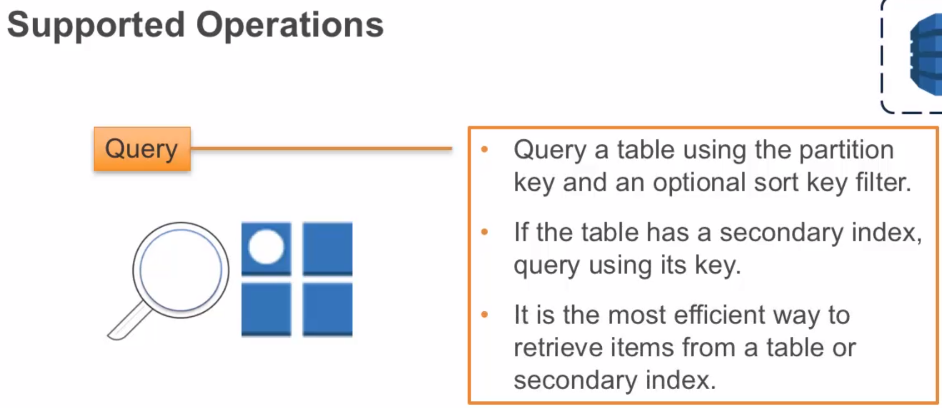 Supported Operations
Query
• Query a table using the partition
key and an optional sort key filter.
• If the table has a secondary index,
query using its key.
• It is the most efficient way to
retrieve items from a table or
secondary index.